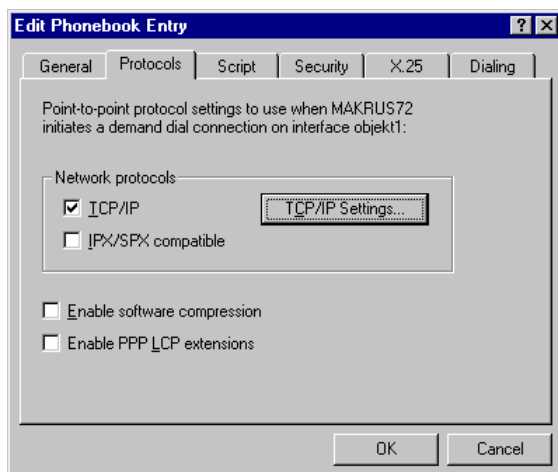 Edit Phonebook Entry
General Protocols Script Security X.25 Dialing
Point-to-point protocol settings to use when MAKRUS72
initiates a demand dial connection on interface objekt1:
Network protocols
TCP/IP TCP/IP Settings...
IPX/SPX compatible
Enable software compression
Enable PPP LCP extensions
OK Cancel